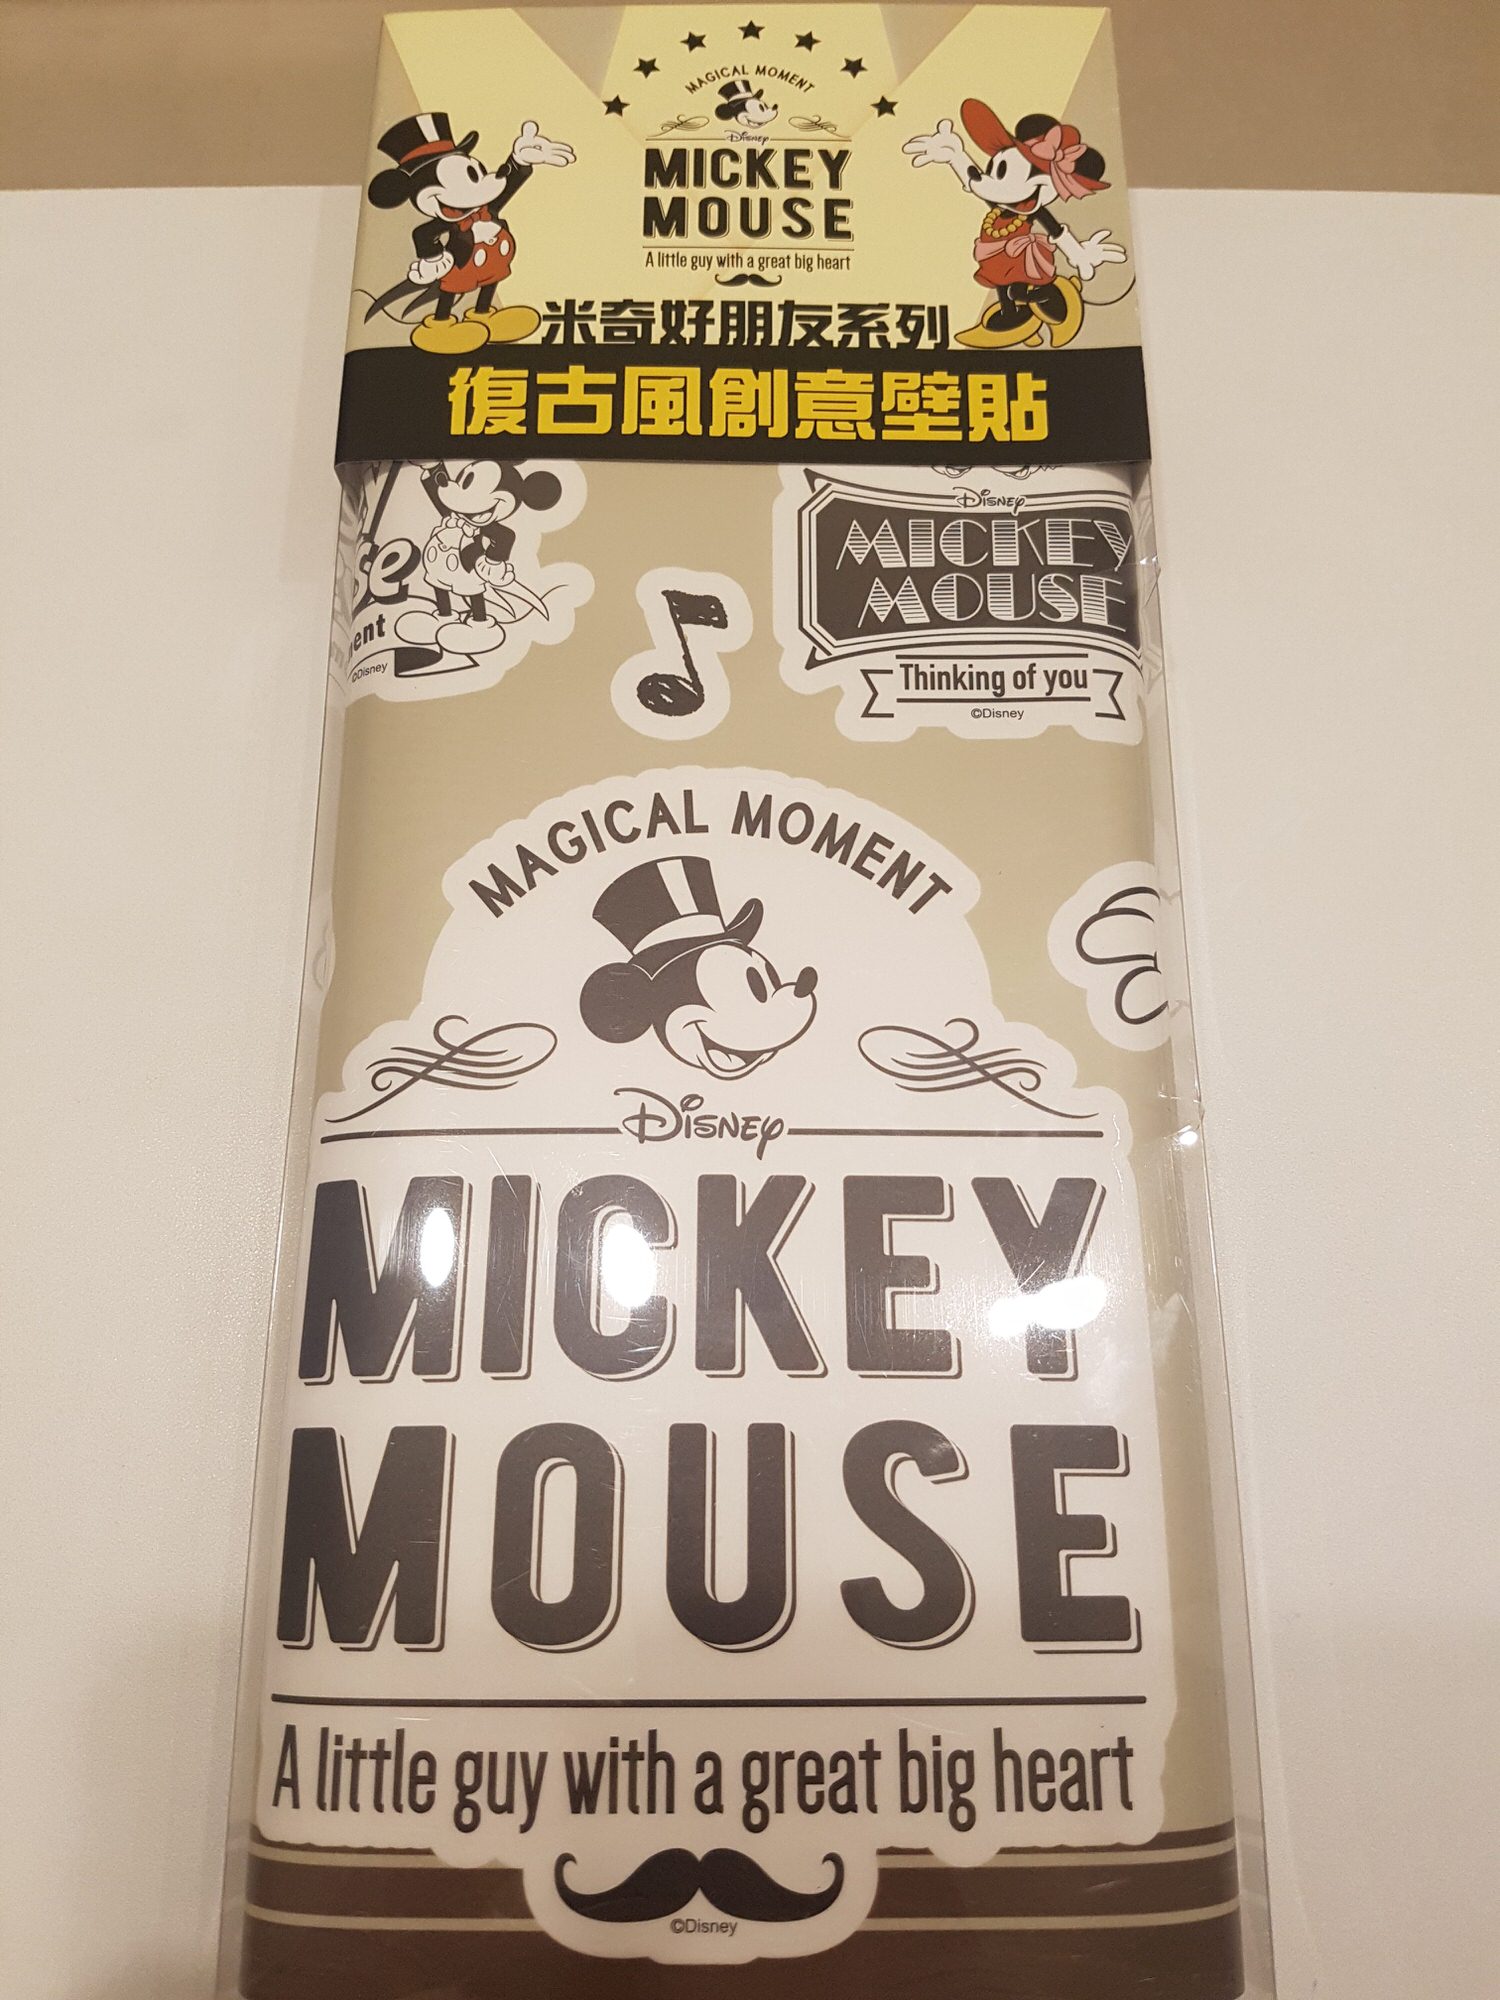 MAGICAL MOMENT
Disney
MICKEY
MOUSE
A little guy with a great big heart
米奇好朋友系列
復古風創意壁貼
se
ent
©Disney
Disney
MICKEY
MOUSE
Thinking of you
©Disney
MAGICAL MOMENT
Disney
MICKEY
MOUSE
A little guy with a great big heart
©Disney